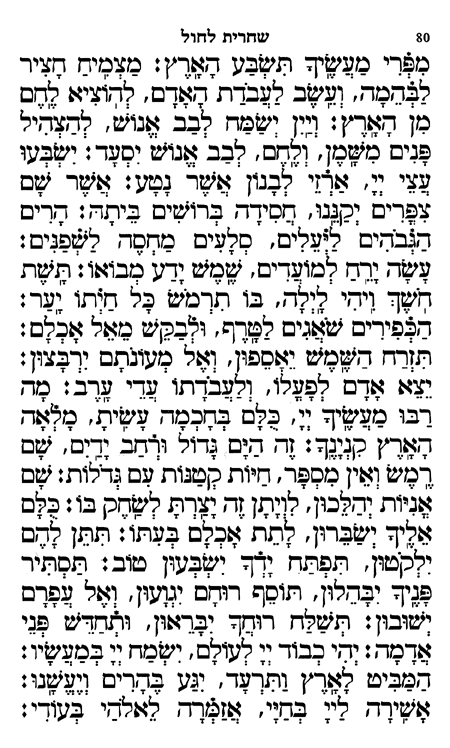 80 שחרית לחול
מִפְּרִי מַעֲשֶֽׂיךָ תִּשְׂבַּע הָאָֽרֶץ׃ מַצְמִֽיחַ חָצִיר
לַבְּהֵמָה, וְעֵֽשֶׂב לַעֲבֹדַת הָאָדָם, לְהֽוֹצִיא לֶֽחֶם
מִן הָאָֽרֶץ׃ וְיַֽיִן יְשַׂמַּח לְבַב אֱנוֹשׁ, לְהַצְהִיל
פָּנִים מִשָּֽׁמֶן, וְלֶֽחֶם, לְבַב אֱנוֹשׁ יִסְעָד׃ יִשְׂבְּעוּ
עֲצֵי יְיָ, אַרְזֵי לְבָנוֹן אֲשֶׁר נָטָע׃ אֲשֶׁר שָׁם
צִפֳּרִים יְקַנֵּֽנוּ, חֲסִידָה בְּרוֹשִׁים בֵּיתָהּ׃ הָרִים
הַגְּבֹהִים לַיְּעֵלִים, סְלָעִים מַחְסֶה לַשְׁפַנִּים׃
עָשָׂה יָרֵֽחַ לְמוֹעֲדִים, שֶֽׁמֶשׁ יָדַע מְבוֹאוֹ׃ תָּֽשֶׁת
חֹֽשֶׁךְ וִֽיהִי לָֽיְלָה, בּוֹ תִרְמֹשׂ כָּל חַיְתוֹ יָֽעַר׃
הַכְּפִירִים שֹׁאֲגִים לַטָּֽרֶף, וּלְבַקֵּשׁ מֵאֵל אָכְלָם׃
תִּזְרַח הַשֶּֽׁמֶשׁ יֵאָסֵפוּן, וְאֶל מְעוֹנֹתָם יִרְבָּצוּן׃
יֵצֵא אָדָם לְפָעֳלוֹ, וְלַעֲבֹדָתוֹ עֲדֵי עָֽרֶב׃ מָה
רַבּוּ מַעֲשֶֽׂיךָ יְיָ, כֻּלָּם בְּחָכְמָה עָשִֽׂיתָ, מָלְאָה
הָאָֽרֶץ קִנְיָנֶֽךָ׃ זֶה הַיָּם גָּדוֹל וּרְחַב יָדָֽיִם, שָׁם
רֶֽמֶשׂ וְאֵין מִסְפָּר, חַיּוֹת קְטַנּוֹת עִם גְּדֹלוֹת׃ שָׁם
אֳנִיּוֹת יְהַלֵּכוּן, לִוְיָתָן זֶה יָצַֽרְתָּ לְשַֽׂחֶק בּוֹ׃ כֻּלָּם
אֵלֶֽיךָ יְשַׂבֵּרוּן, לָתֵת אָכְלָם בְּעִתּוֹ׃ תִּתֵּן לָהֶם
יִלְקֹטוּן, תִּפְתַּח יָדְךָ יִשְׂבְּעוּן טוֹב׃ תַּסְתִּיר
פָּנֶֽיךָ יִבָּהֵלוּן, תּוֹסֵף רוּחָם יִגְוָעוּן, וְאֶל עֲפָרָם
יְשׁוּבוּן׃ תְּשַׁלַּח רוּחֲךָ יִבָּרֵאוּן, וּתְחַדֵּשׁ פְּנֵי
אֲדָמָה׃ יְהִי כְבוֹד יְיָ לְעוֹלָם, יִשְׂמַח יְיָ בְּמַעֲשָׂיו׃
הַמַּבִּיט לָאָֽרֶץ וַתִּרְעָד, יִגַּע בֶּהָרִים וְיֶעֱשָֽׁנוּ׃
אָשִֽׁירָה לַייָ בְּחַיָּי, אֲזַמְּרָה לֵאלֹהַי בְּעוֹדִי׃